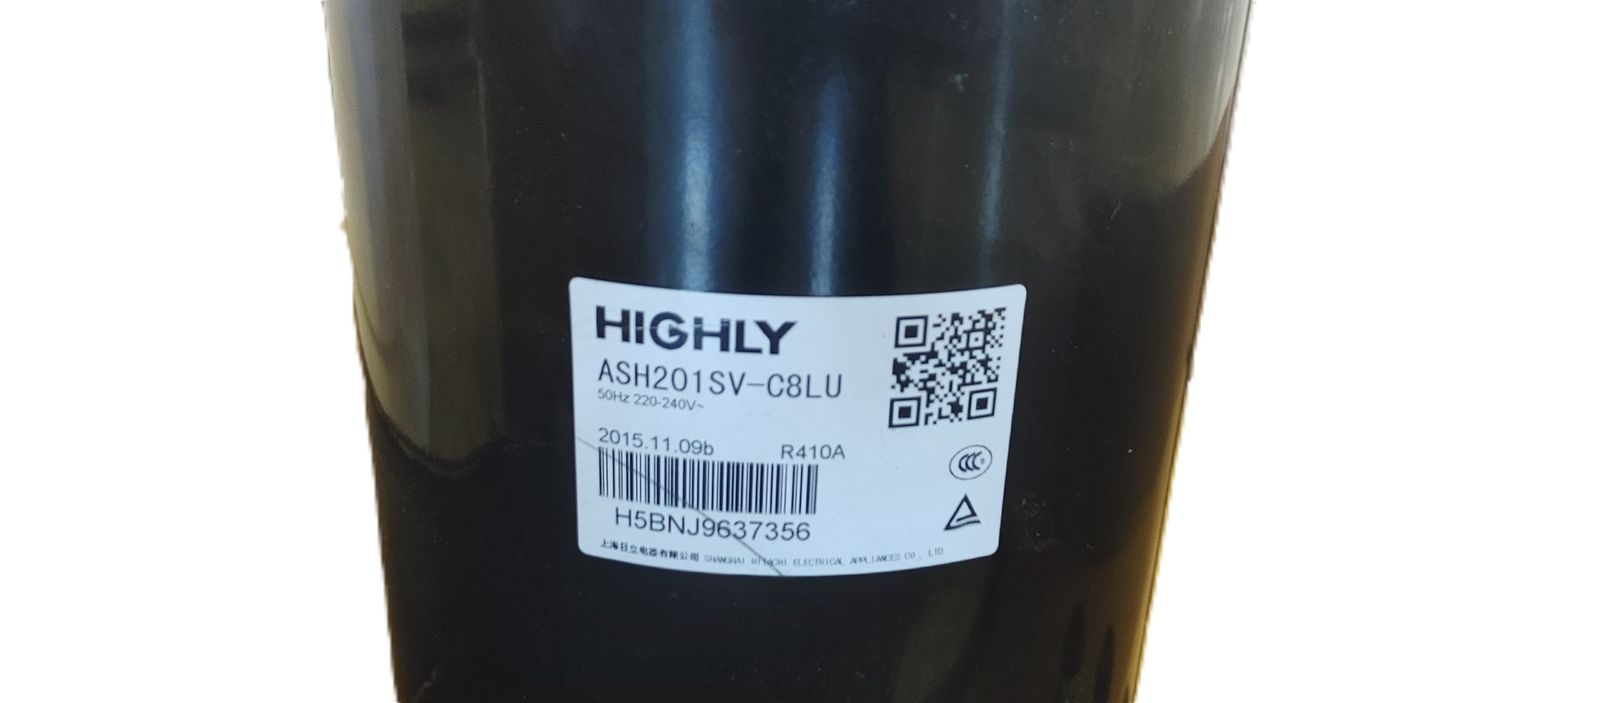 HIGHLY
ASH201SV-C8LU
50Hz 220-240V~
2015.11.09b R410A
H5BNJ9637356
CCC S
上海日立电器有限公司 SHANGHAI HITACHI ELECTRICAL APPLIANCES CO., LTD